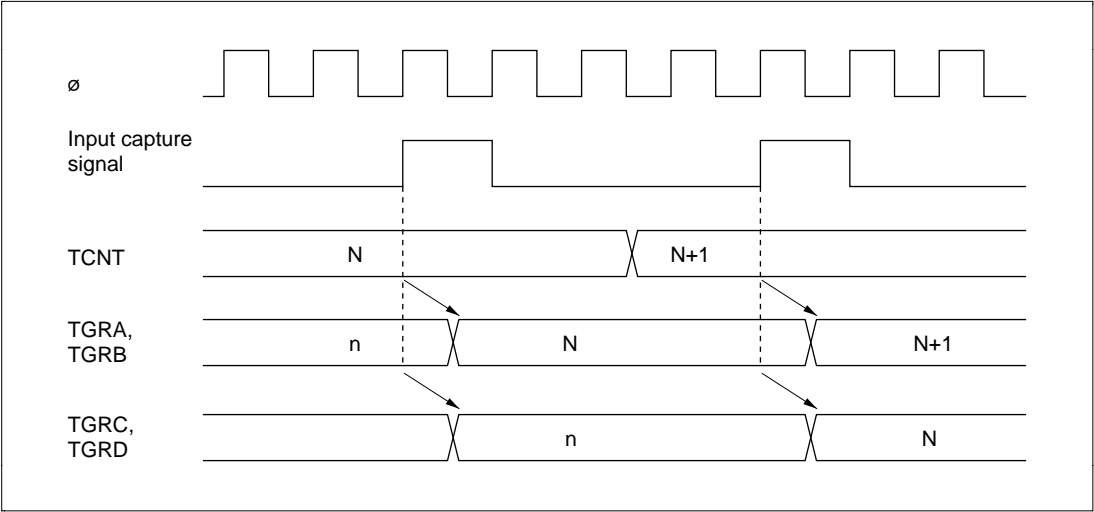 ø
Input capture
signal
TCNT
N
N+1
TGRA,
TGRB
n
N
N+1
TGRC,
TGRD
n
N